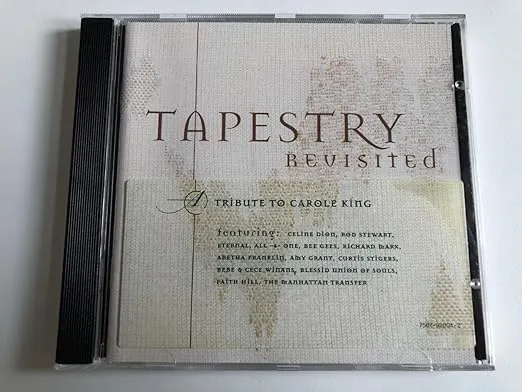 TAPESTRY
REVISITED
A TRIBUTE TO CAROLE KING
featuring: CELINE DION, ROD STEWART,
ETERNAL, ALL-4-ONE, BEE GEES, RICHARD MARX,
ARETHA FRANKLIN, AMY GRANT, CURTIS STIGERS,
BEBE & CECE WINANS, BLESSID UNION OF SOULS,
FAITH HILL, THE MANHATTAN TRANSFER